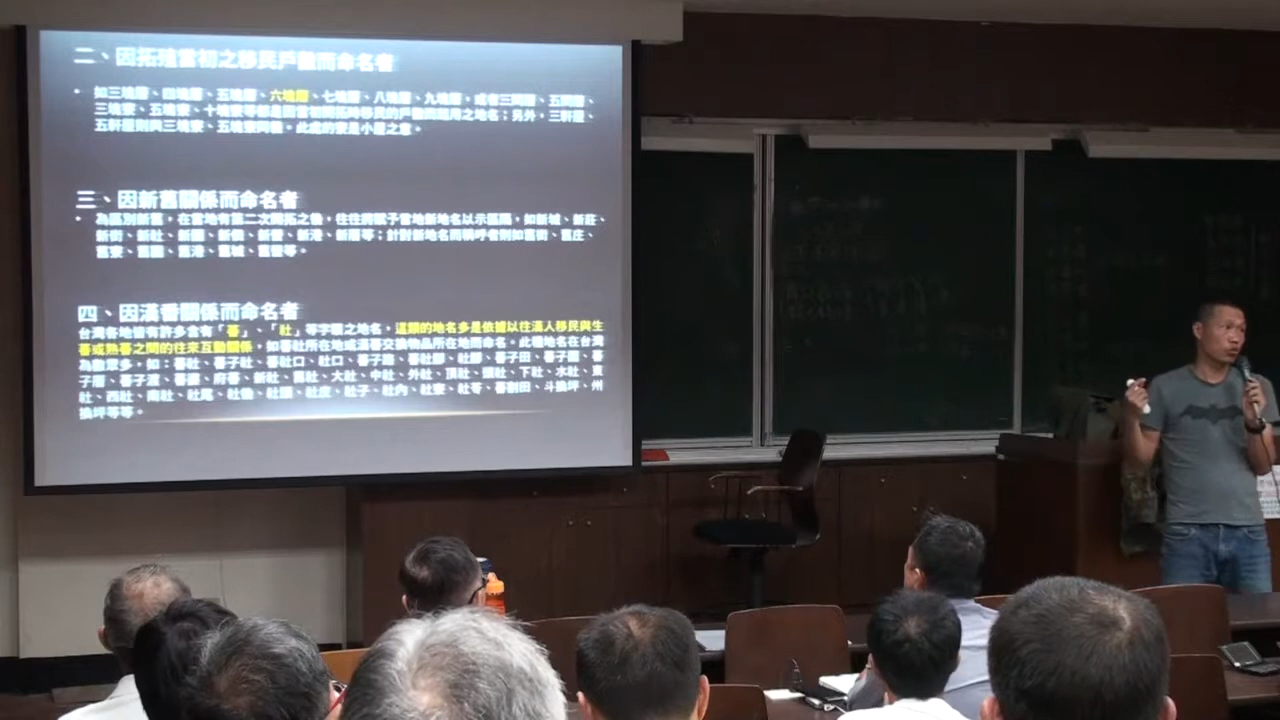 二、因拓殖當初之移民戶數而命名者
• 如三塊厝、四塊厝、五塊厝、六塊厝、七塊厝、八塊厝、九塊厝、或者三間厝、五間厝、
三塊寮、五塊寮、十塊寮等都是因當初開拓時移民的戶數而通用之地名；另外，三軒屋、
五軒屋則與三塊寮、五塊寮同義。此處的寮是小屋之意。
三、因新舊關係而命名者
• 為區別新舊，在當地有第二次開拓之後，往往將賦予當地新地名以示區隔，如新城、新莊、
新街、新社、新園、新寮、新營、新港、新厝等；針對新地名而稱呼者則如舊街、舊庄、
舊寮、舊園、舊港、舊城、舊營等。
四、因漢番關係而命名者
台灣各地皆有許多含有「番」、「社」等字眼之地名，這類的地名多是依據以往漢人移民與生
番或熟番之間的往來互動關係，如番社所在地或漢番交換物品所在地而命名。此種地名在台灣
為數眾多，如：番社、番子社、番社口、社口、番子路、番社腳、社腳、番子田、番子園、番
子厝、番子渡、番婆、府番、新社、舊社、大社、中社、外社、頂社、頭社、下社、水社、東
社、西社、南社、社尾、社後、社頭、社皮、社子、社內、社寮、社苓、番割田、斗換坪、州
換坪等等。